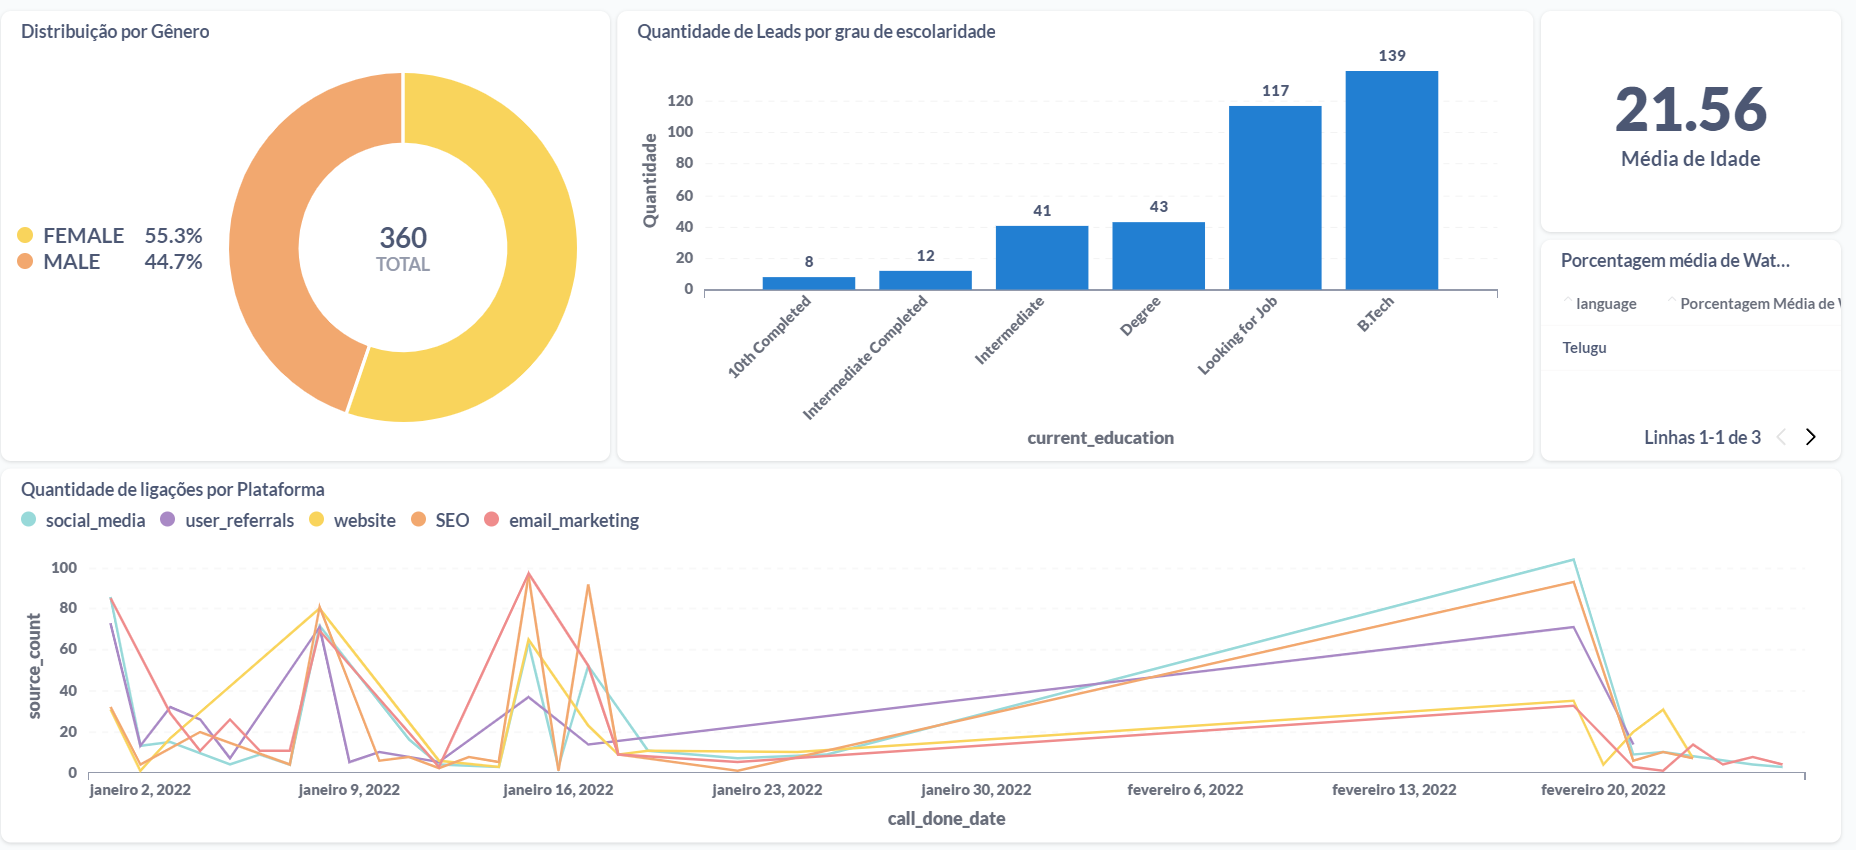 Distribuição por Gênero
FEMALE 55.3%
MALE 44.7%
360
TOTAL
Quantidade de Leads por grau de escolaridade
Quantidade
120
100
80
60
40
20
0
8
12
41
43
117
139
10th Completed
Intermediate Completed
Intermediate
Degree
Looking for Job
B.Tech
current_education
21.56
Média de Idade
Porcentagem média de Wat...
language Porcentagem Média de
Telugu
Linhas 1-1 de 3
Quantidade de ligações por Plataforma
social_media user_referrals website SEO email_marketing
source_count
100
80
60
40
20
0
janeiro 2, 2022 janeiro 9, 2022 janeiro 16, 2022 janeiro 23, 2022 janeiro 30, 2022 fevereiro 6, 2022 fevereiro 13, 2022 fevereiro 20, 2022
call_done_date